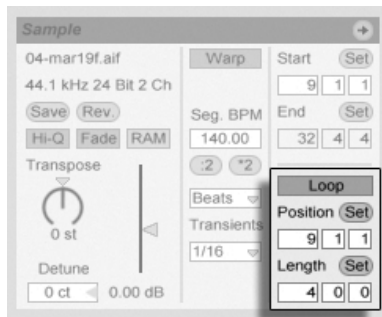 Sample
04-mar19f.aif
44.1 kHz 24 Bit 2 Ch
Save Rev.
Hi-Q Fade RAM
Transpose
0 st
Detune
0 ct 0.00 dB
Warp
Seg. BPM
140.00
:2 *2
Beats
Transients
1/16
Start Set
9 1 1
End Set
32 4 4
Loop
Position Set
9 1 1
Length Set
4 0 0